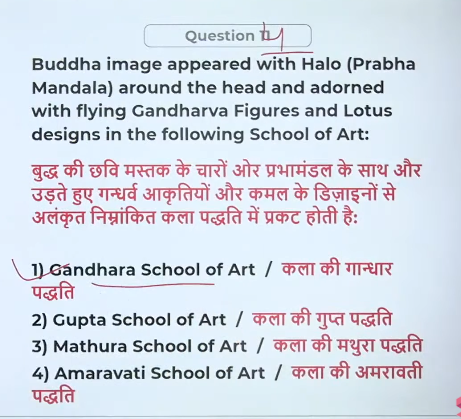 Question 14
Buddha image appeared with Halo (Prabha
Mandala) around the head and adorned
with flying Gandharva Figures and Lotus
designs in the following School of Art:
बुद्ध की छवि मस्तक के चारों ओर प्रभामंडल के साथ और
उड़ते हुए गन्धर्व आकृतियों और कमल के डिज़ाइनों से
अलंकृत निम्नांकित कला पद्धति में प्रकट होती है:
1) Gandhara School of Art / कला की गान्धार
पद्धति
2) Gupta School of Art / कला की गुप्त पद्धति
3) Mathura School of Art / कला की मथुरा पद्धति
4) Amaravati School of Art / कला की अमरावती
पद्धति